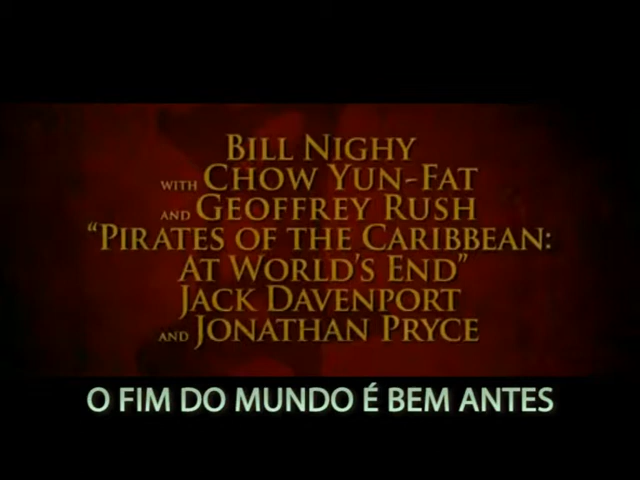 BILL NIGHY
WITH CHOW YUN-FAT
AND GEOFFREY RUSH
“PIRATES OF THE CARIBBEAN:
AT WORLD’S END”
JACK DAVENPORT
AND JONATHAN PRYCE
O FIM DO MUNDO É BEM ANTES